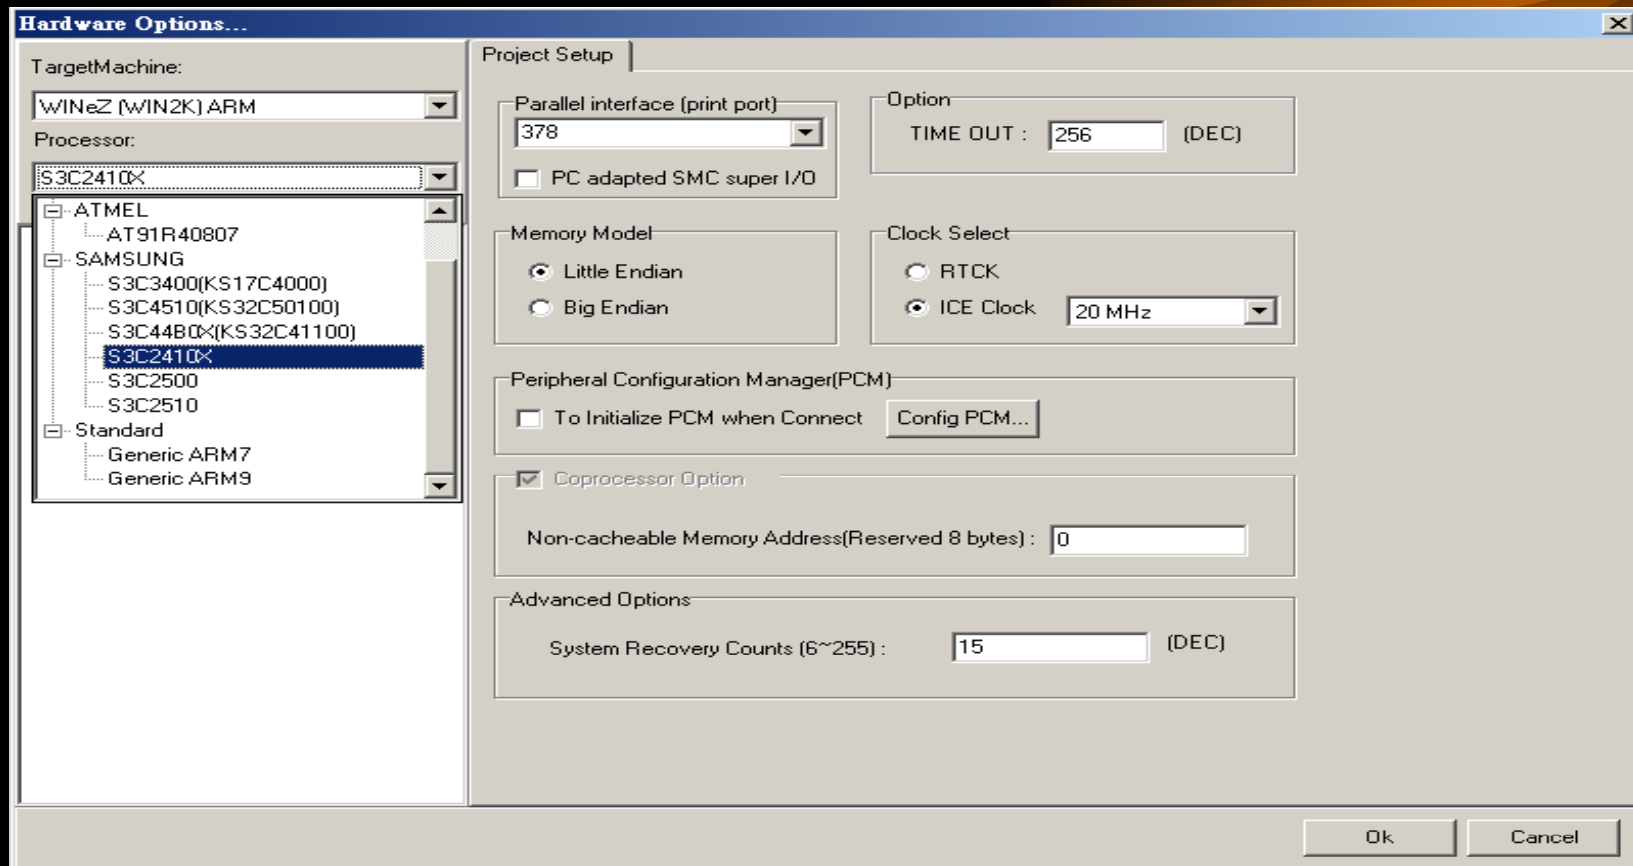 Hardware Options...
TargetMachine:
WINeZ (WIN2K) ARM
Processor:
S3C2410X
ATMEL
AT91R40807
SAMSUNG
S3C3400(KS17C4000)
S3C4510(KS32C50100)
S3C44B0X(KS32C41100)
S3C2410X
S3C2500
S3C2510
Standard
Generic ARM7
Generic ARM9
Project Setup
Parallel interface (print port)
378
PC adapted SMC super I/O
Option
TIME OUT : 256 (DEC)
Memory Model
Little Endian
Big Endian
Clock Select
RTCK
ICE Clock 20 MHz
Peripheral Configuration Manager(PCM)
To Initialize PCM when Connect Config PCM...
Coprocessor Option
Non-cacheable Memory Address(Reserved 8 bytes) : 0
Advanced Options
System Recovery Counts (6~255) : 15 (DEC)
Ok Cancel